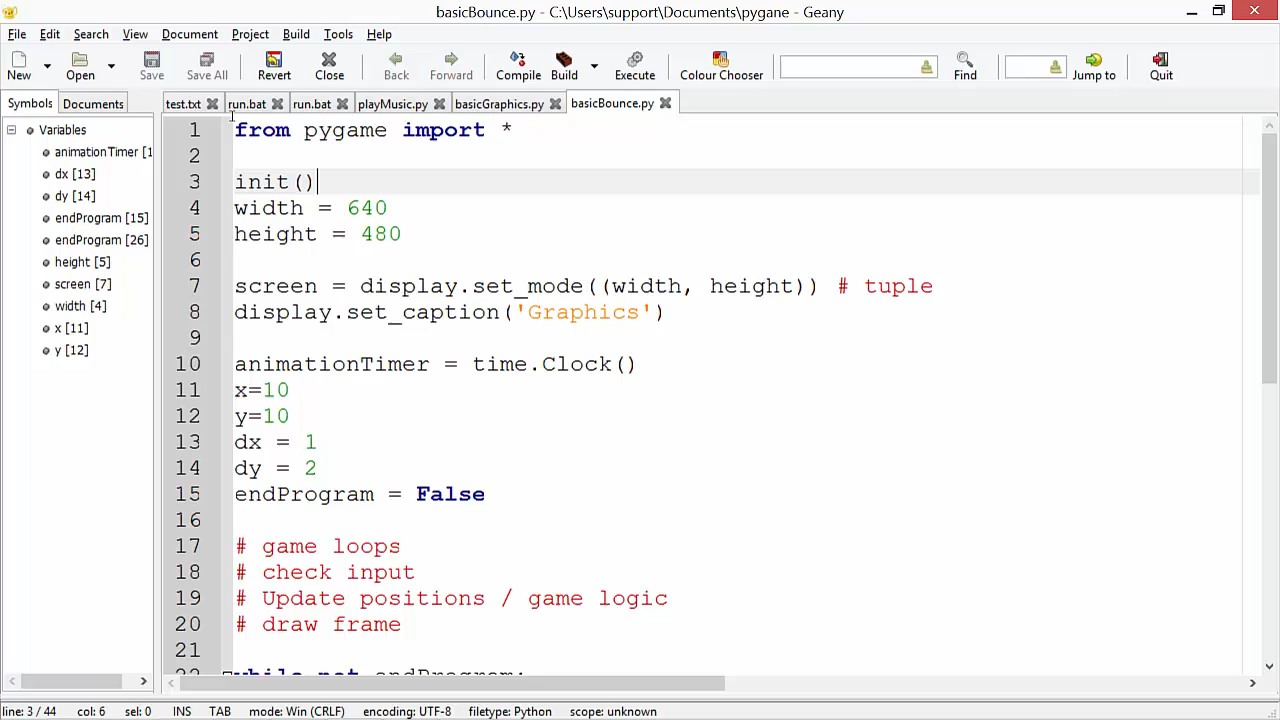 basicBounce.py - C:\Users\support\Documents\pygane - Geany
File Edit Search View Document Project Build Tools Help
New Open Save Save All Revert Close Back Forward Compile Build Execute Colour Chooser Find Jump to Quit
Symbols Documents test.txt run.bat run.bat playMusic.py basicGraphics.py basicBounce.py
Variables
animationTimer [1
dx [13]
dy [14]
endProgram [15]
endProgram [26]
height [5]
screen [7]
width [4]
x [11]
y [12]
1 from pygame import *
2
3 init()
4 width = 640
5 height = 480
6
7 screen = display.set_mode((width, height)) # tuple
8 display.set_caption('Graphics')
9
10 animationTimer = time.Clock()
11 x=10
12 y=10
13 dx = 1
14 dy = 2
15 endProgram = False
16
17 # game loops
18 # check input
19 # Update positions / game logic
20 # draw frame
21
22 while not endProgram:
line: 3 / 44 col: 6 sel: 0 INS TAB mode: Win (CRLF) encoding: UTF-8 filetype: Python scope: unknown